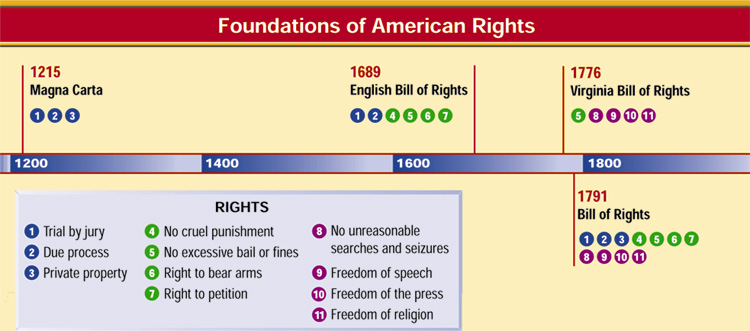 Foundations of American Rights
1215
Magna Carta
1 2 3
1689
English Bill of Rights
1 2 4 5 6 7
1776
Virginia Bill of Rights
5 8 9 10 11
1200 1400 1600 1800
1791
Bill of Rights
1 2 3 4 5 6 7
8 9 10 11
RIGHTS
1 Trial by jury
2 Due process
3 Private property
4 No cruel punishment
5 No excessive bail or fines
6 Right to bear arms
7 Right to petition
8 No unreasonable
searches and seizures
9 Freedom of speech
10 Freedom of the press
11 Freedom of religion